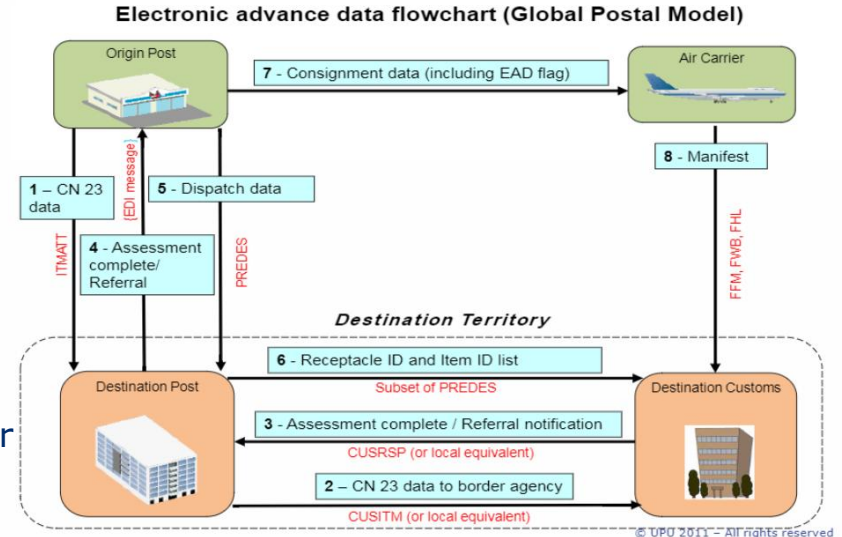 Electronic advance data flowchart (Global Postal Model)
Origin Post
Air Carrier
7 - Consignment data (including EAD flag)
8 - Manifest
1 – CN 23
data
{EDI message}
5 - Dispatch data
4 - Assessment
complete/
Referral
ITMATT
PREDES
FFM, FWB, FHL
Destination Territory
6 - Receptacle ID and Item ID list
Subset of PREDES
Destination Post
Destination Customs
3 - Assessment complete / Referral notification
CUSRSP (or local equivalent)
r
2 – CN 23 data to border agency
CUSITM (or local equivalent)
© UPU 2011 – All rights reserved